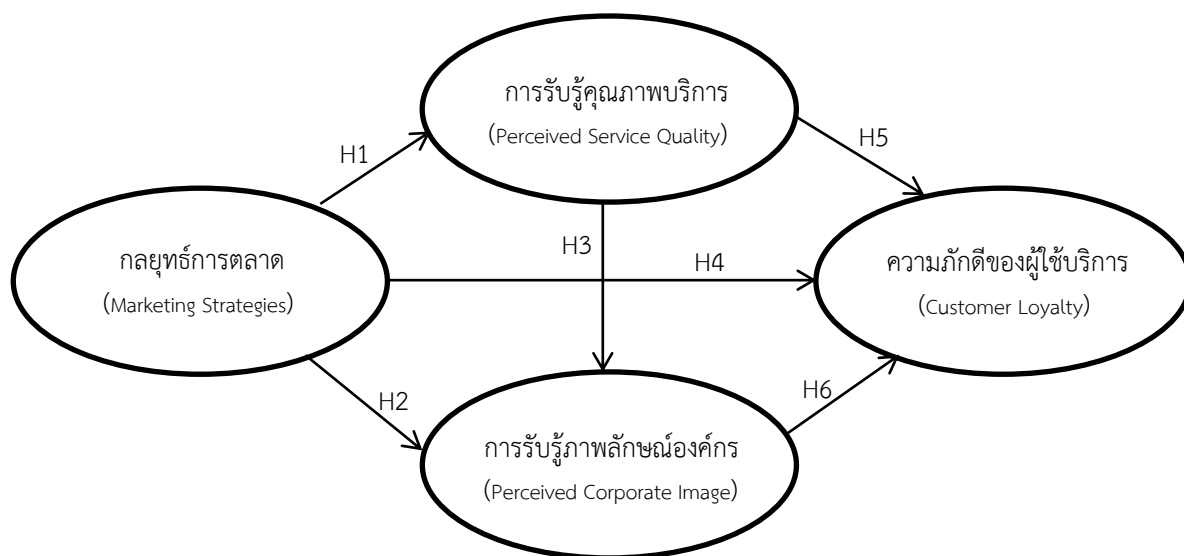 การรับรู้คุณภาพบริการ
(Perceived Service Quality)
H1
H5
กลยุทธ์การตลาด
(Marketing Strategies)
H3
H4
ความภักดีของผู้ใช้บริการ
(Customer Loyalty)
H2
H6
การรับรู้ภาพลักษณ์องค์กร
(Perceived Corporate Image)